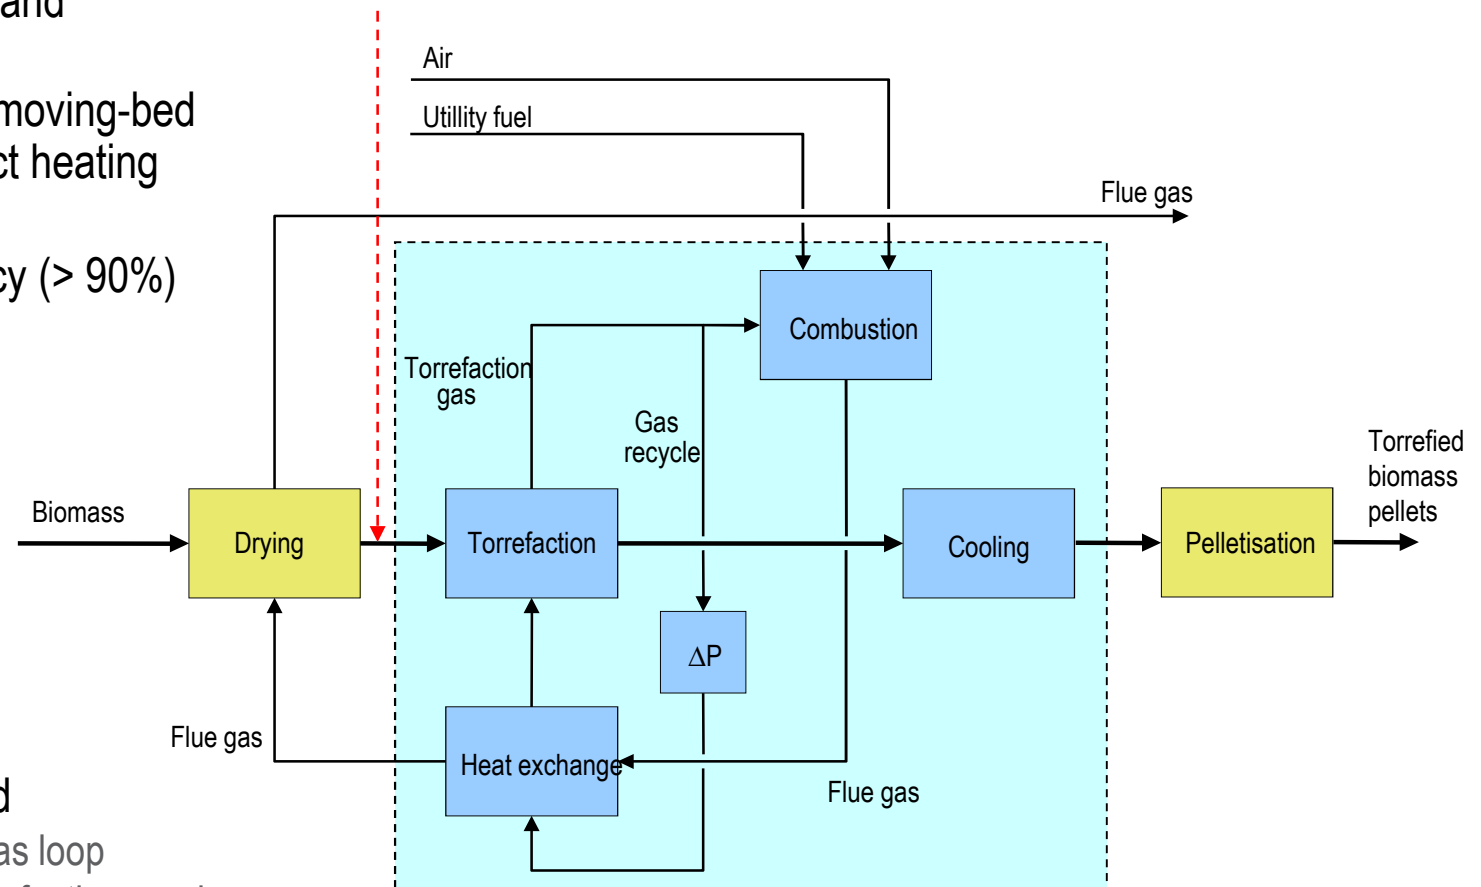 and
moving-bed
ct heating
cy (> 90%)
Air
Utillity fuel
Flue gas
Combustion
Torrefaction
gas
Gas
recycle
Torrefied
biomass
pellets
Biomass
Drying
Torrefaction
Cooling
Pelletisation
ΔP
Flue gas
Heat exchange
Flue gas
d
as loop